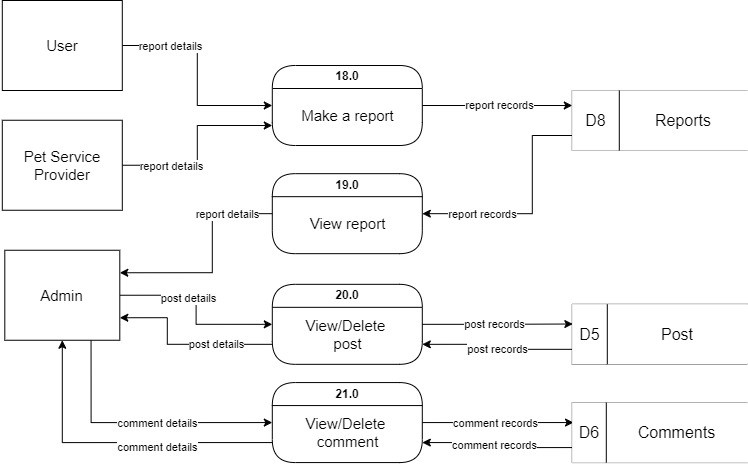 User
report details
18.0
Make a report
report records
D8
Reports
Pet Service
Provider
report details
19.0
View report
report records
report details
Admin
post details
20.0
View/Delete
post
post records
D5
Post
post details
post records
21.0
View/Delete
comment
comment details
comment records
D6
Comments
comment details
comment records